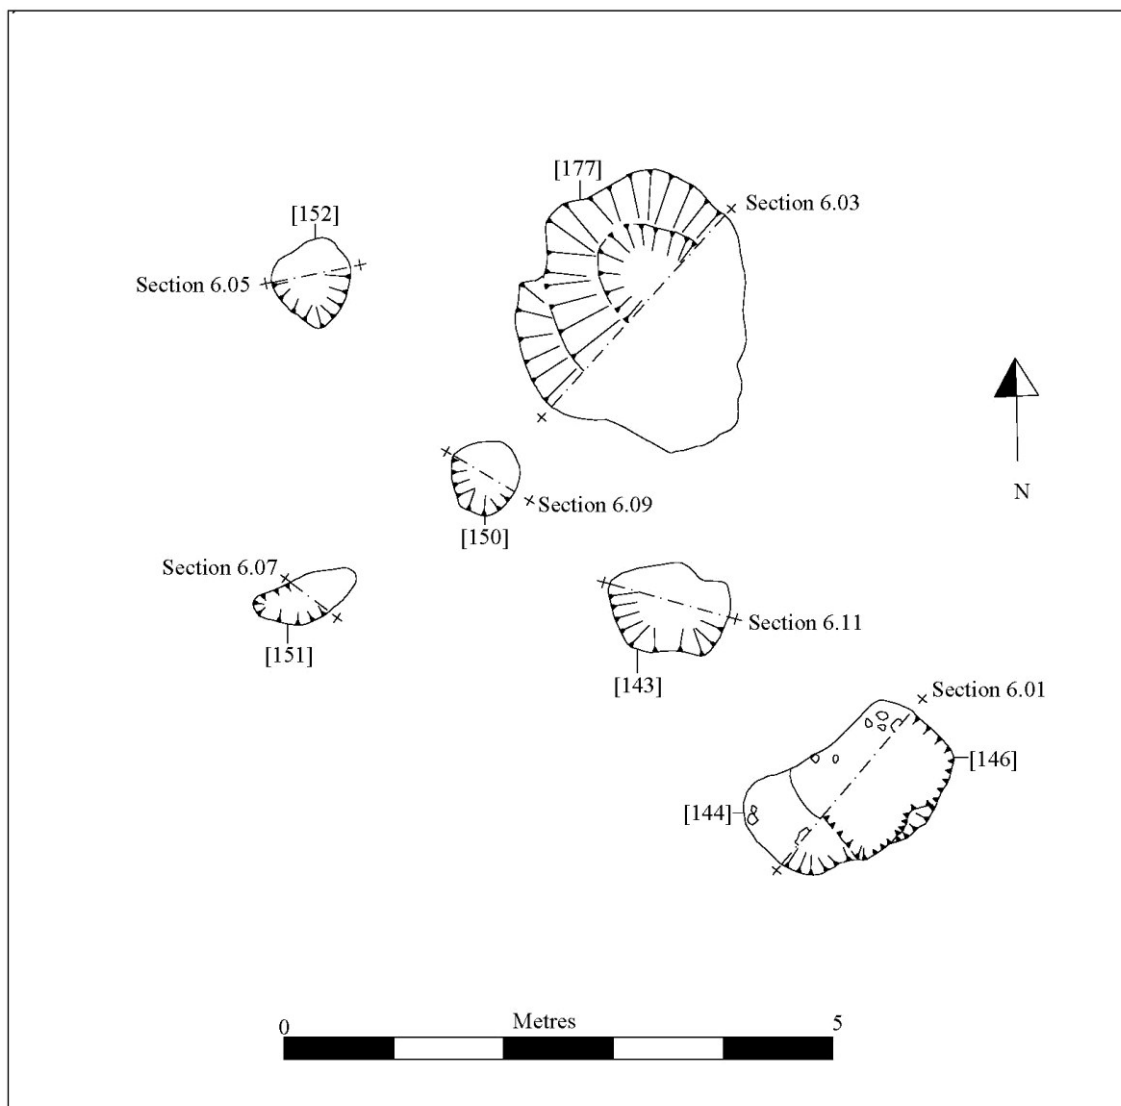 [177]
Section 6.03
[152]
Section 6.05
N
Section 6.09
[150]
Section 6.07
[151]
Section 6.11
[143]
Section 6.01
[146]
[144]
0 Metres 5